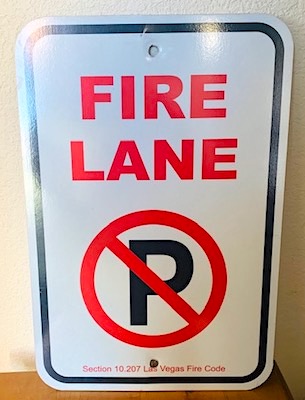 FIRE
LANE
P
Section 10.207 Las Vegas Fire Code